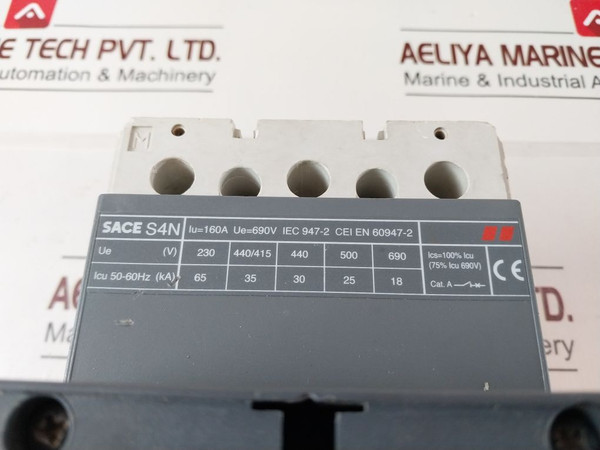 E TECH PVT. LTD.
Automation & Machinery
AELIYA MARINE
Marine & Industrial A
M
SACE S4N Iu=160A Ue=690V IEC 947-2 CEI EN 60947-2
Ue (V) 230 440/415 440 500 690
Icu 50-60Hz (kA) 65 35 30 25 18
Ics=100% Icu
(75% Icu 690V)
Cat. A
CE